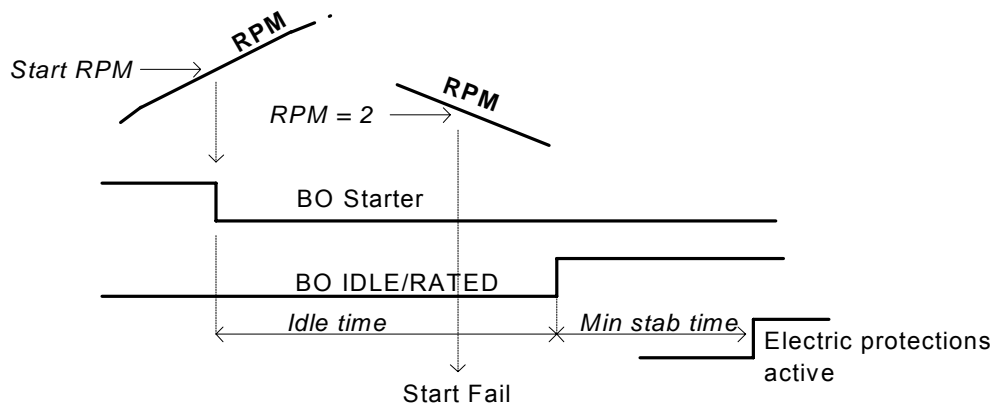 RPM
Start RPM
RPM
RPM = 2
BO Starter
BO IDLE/RATED
Idle time
Min stab time
Electric protections
active
Start Fail